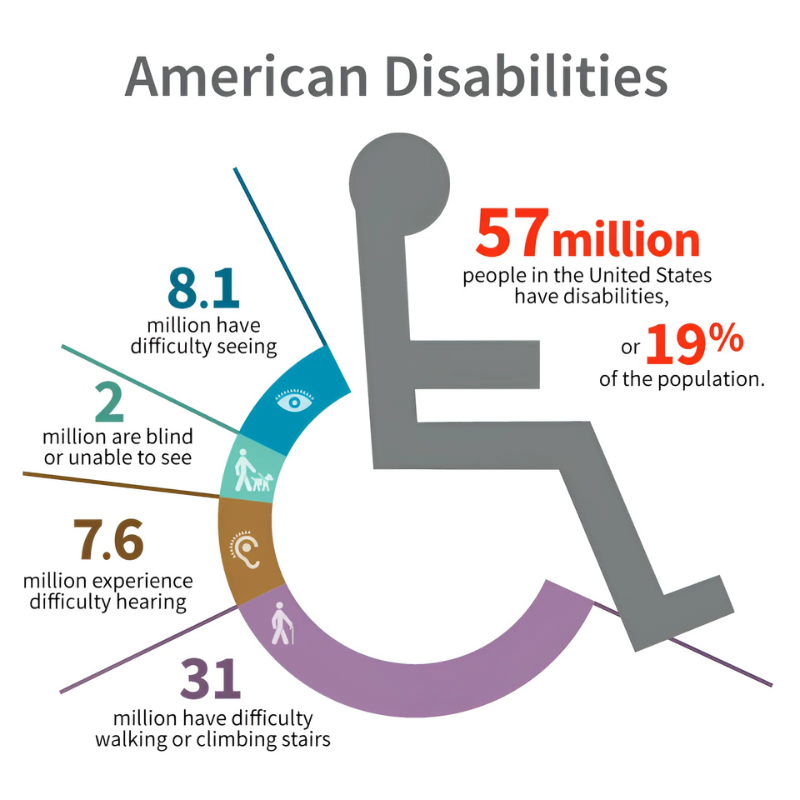 American Disabilities
57 million
people in the United States
have disabilities,
or 19%
of the population.
8.1
million have
difficulty seeing
2
million are blind
or unable to see
7.6
million experience
difficulty hearing
31
million have difficulty
walking or climbing stairs